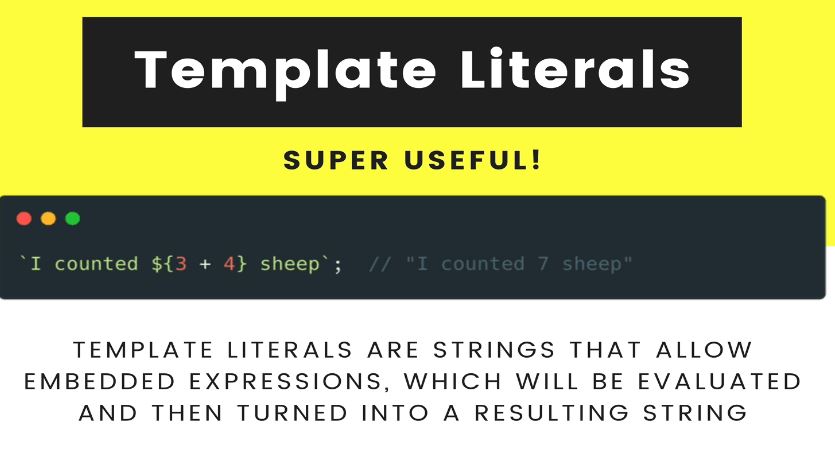 Template Literals
SUPER USEFUL!
`I counted ${3 + 4} sheep`; // "I counted 7 sheep"
TEMPLATE LITERALS ARE STRINGS THAT ALLOW
EMBEDDED EXPRESSIONS, WHICH WILL BE EVALUATED
AND THEN TURNED INTO A RESULTING STRING